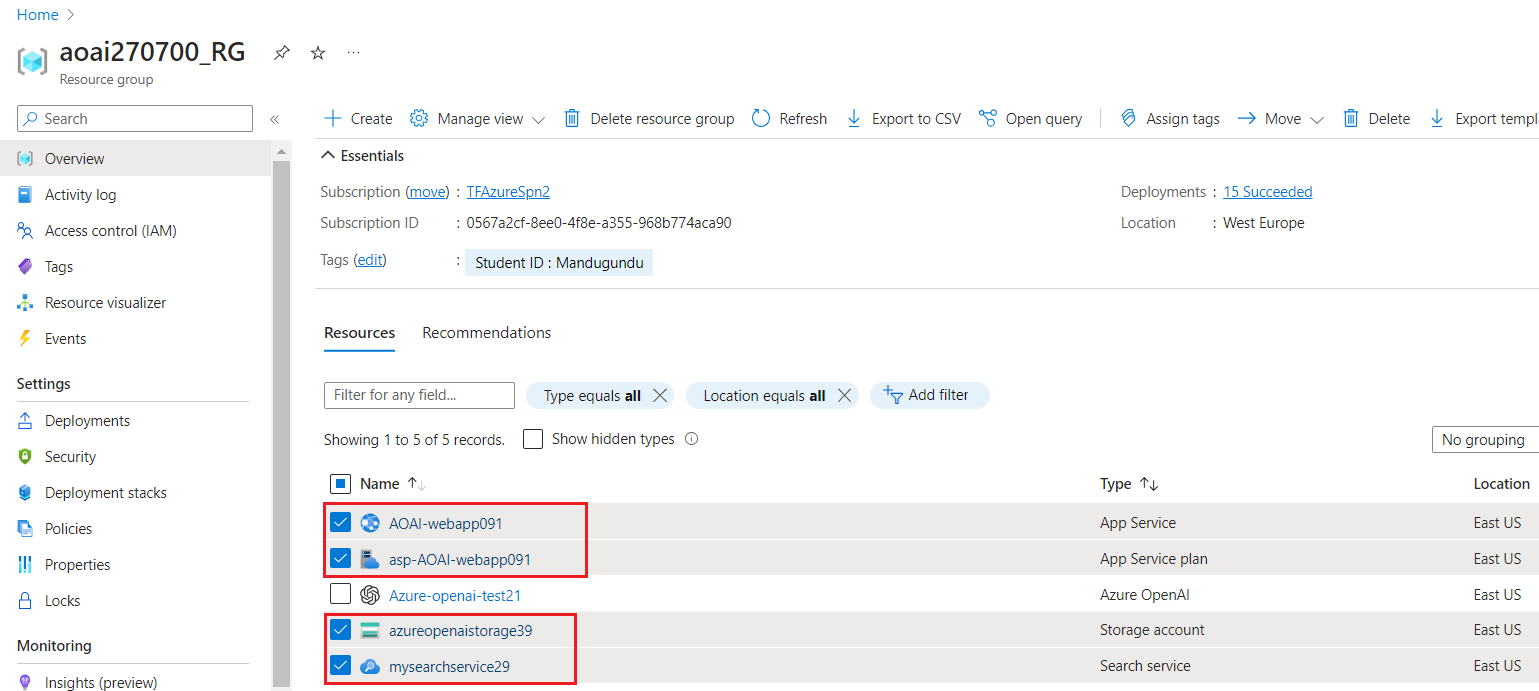 Home
aoai270700_RG
Resource group
Search
Create Manage view Delete resource group Refresh Export to CSV Open query Assign tags Move Delete Export templ
Overview
Activity log
Access control (IAM)
Tags
Resource visualizer
Events
Settings
Deployments
Security
Deployment stacks
Policies
Properties
Locks
Monitoring
Insights (preview)
Essentials
Subscription (move) : TFAzureSpn2
Subscription ID : 0567a2cf-8ee0-4f8e-a355-968b774aca90
Tags (edit) : Student ID : Mandugundu
Deployments : 15 Succeeded
Location : West Europe
Resources Recommendations
Filter for any field... Type equals all Location equals all Add filter
Showing 1 to 5 of 5 records. Show hidden types No grouping
Name Type Location
AOAI-webapp091 App Service East US
asp-AOAI-webapp091 App Service plan East US
Azure-openai-test21 Azure OpenAI East US
azureopenaistorage39 Storage account East US
mysearchservice29 Search service East US